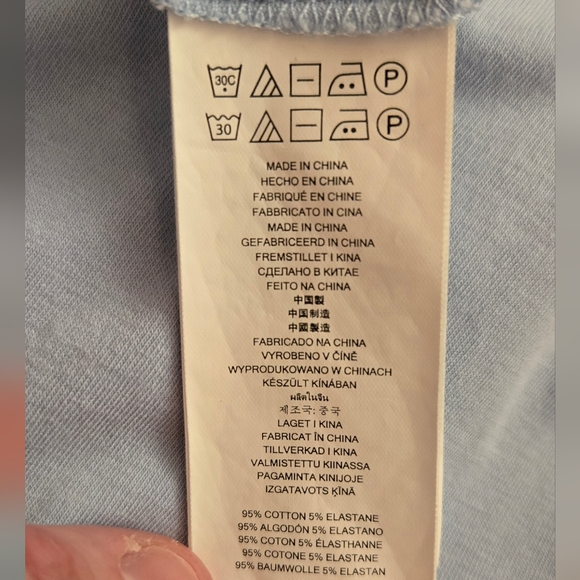 30C P
30 P
MADE IN CHINA
HECHO EN CHINA
FABRIQUÉ EN CHINE
FABBRICATO IN CINA
MADE IN CHINA
GEFABRICEERD IN CHINA
FREMSTILLET I KINA
СДЕЛАНО В КИТАЕ
FEITO NA CHINA
中国製
中国制造
中國製造
FABRICADO NA CHINA
VYROBENO V ČÍNĚ
WYPRODUKOWANO W CHINACH
KÉSZÜLT KÍNÁBAN
ผลิตในจีน
제조국: 중국
LAGET I KINA
FABRICAT ÎN CHINA
TILLVERKAD I KINA
VALMISTETTU KIINASSA
PAGAMINTA KINIJOJE
IZGATAVOTS ĶĪNĀ
95% COTTON 5% ELASTANE
95% ALGODÓN 5% ELASTANO
95% COTON 5% ÉLASTHANNE
95% COTONE 5% ELASTANE
95% BAUMWOLLE 5% ELASTAN